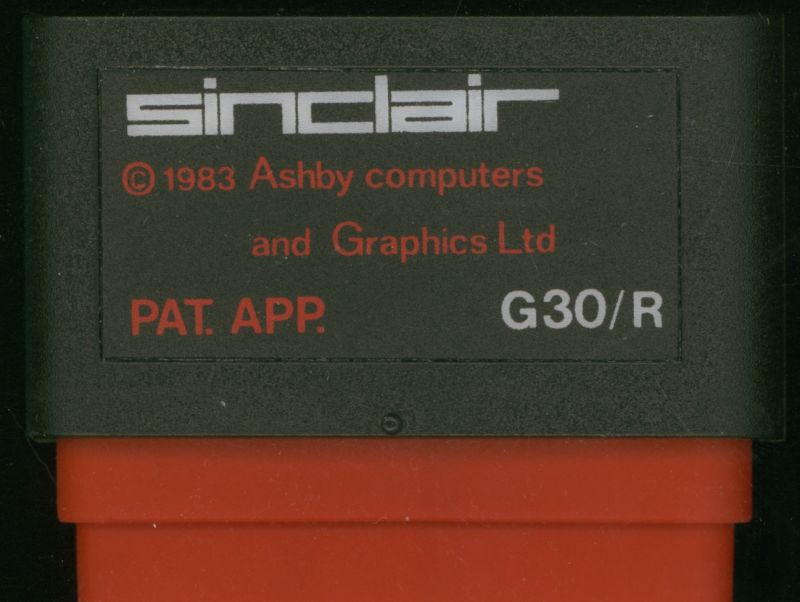 sinclair
© 1983 Ashby computers
and Graphics Ltd
PAT. APP. G30/R